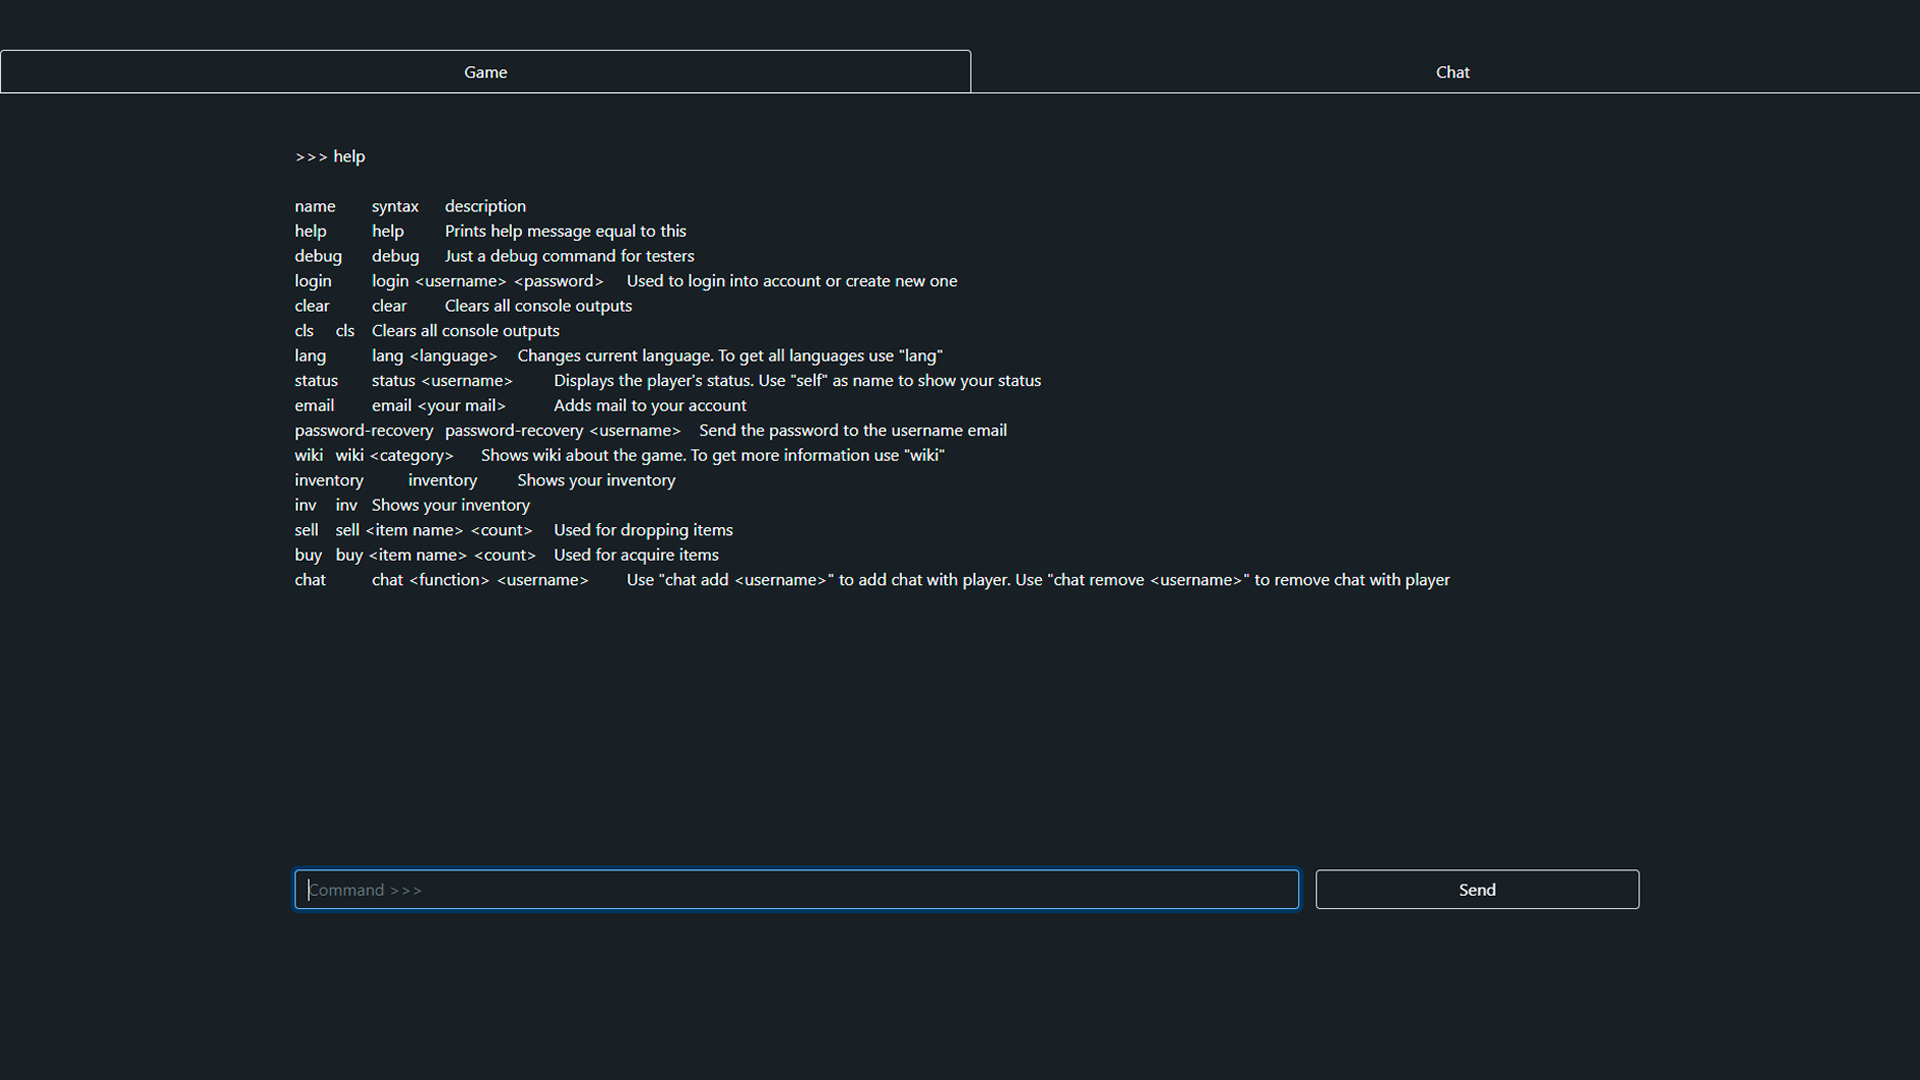 Game
Chat
>>> help
name syntax description
help help Prints help message equal to this
debug debug Just a debug command for testers
login login <username> <password> Used to login into account or create new one
clear clear Clears all console outputs
cls cls Clears all console outputs
lang lang <language> Changes current language. To get all languages use "lang"
status status <username> Displays the player's status. Use "self" as name to show your status
email email <your mail> Adds mail to your account
password-recovery password-recovery <username> Send the password to the username email
wiki wiki <category> Shows wiki about the game. To get more information use "wiki"
inventory inventory Shows your inventory
inv inv Shows your inventory
sell sell <item name> <count> Used for dropping items
buy buy <item name> <count> Used for acquire items
chat chat <function> <username> Use "chat add <username>" to add chat with player. Use "chat remove <username>" to remove chat with player
Command >>>
Send